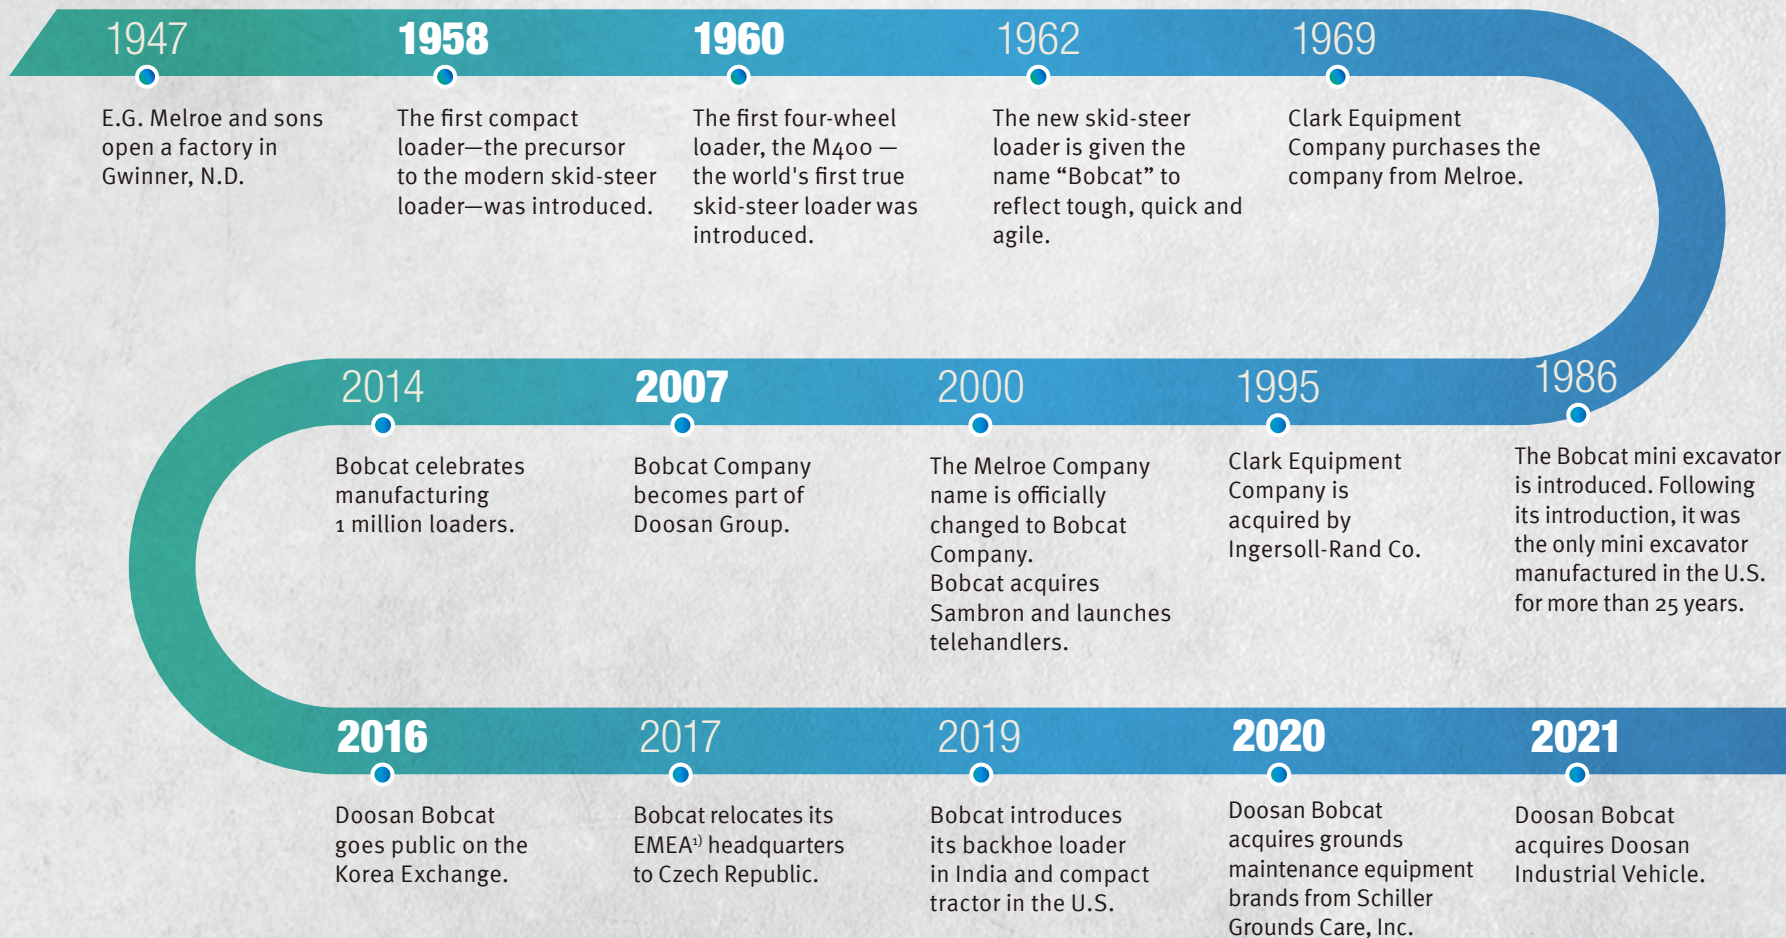 1947
E.G. Melroe and sons
open a factory in
Gwinner, N.D.
1958
The first compact
loader—the precursor
to the modern skid-steer
loader—was introduced.
1960
The first four-wheel
loader, the M400 —
the world's first true
skid-steer loader was
introduced.
1962
The new skid-steer
loader is given the
name “Bobcat” to
reflect tough, quick and
agile.
1969
Clark Equipment
Company purchases the
company from Melroe.
1986
The Bobcat mini excavator
is introduced. Following
its introduction, it was
the only mini excavator
manufactured in the U.S.
for more than 25 years.
1995
Clark Equipment
Company is
acquired by
Ingersoll-Rand Co.
2000
The Melroe Company
name is officially
changed to Bobcat
Company.
Bobcat acquires
Sambron and launches
telehandlers.
2007
Bobcat Company
becomes part of
Doosan Group.
2014
Bobcat celebrates
manufacturing
1 million loaders.
2016
Doosan Bobcat
goes public on the
Korea Exchange.
2017
Bobcat relocates its
EMEA¹⁾ headquarters
to Czech Republic.
2019
Bobcat introduces
its backhoe loader
in India and compact
tractor in the U.S.
2020
Doosan Bobcat
acquires grounds
maintenance equipment
brands from Schiller
Grounds Care, Inc.
2021
Doosan Bobcat
acquires Doosan
Industrial Vehicle.